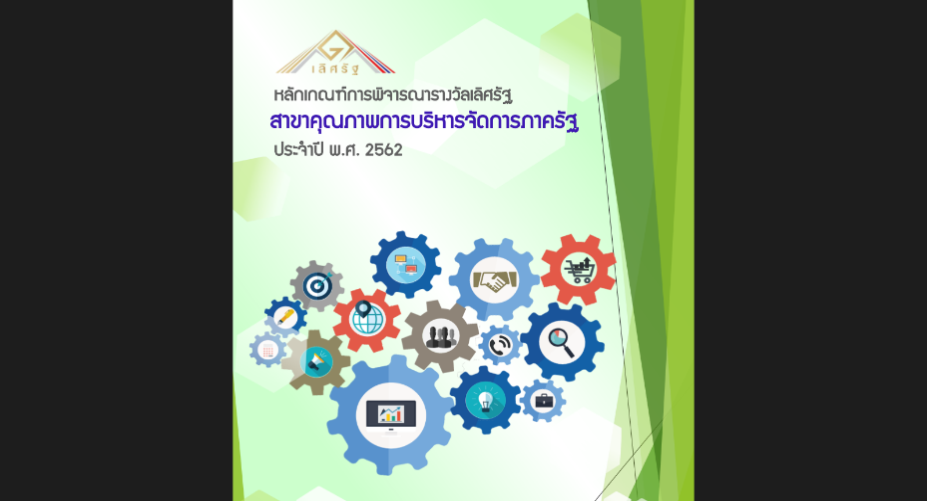 เลิศรัฐ
หลักเกณฑ์การพิจารณารางวัลเลิศรัฐ
สาขาคุณภาพการบริหารจัดการภาครัฐ
ประจำปี พ.ศ. 2562